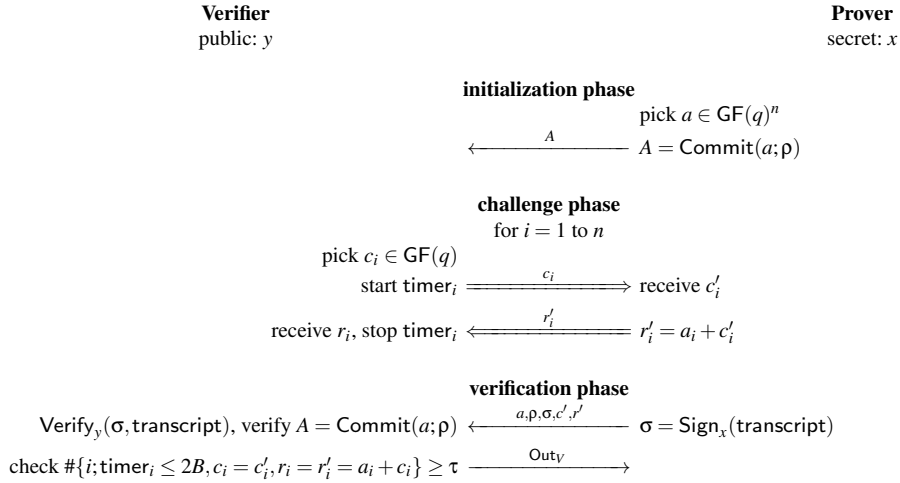 Verifier Prover
public: y secret: x
initialization phase
pick a ∈ GF(q)^n
A
A = Commit(a;ρ)
challenge phase
for i = 1 to n
pick c_i ∈ GF(q)
c_i
start timer_i receive c′_i
r′_i
receive r_i, stop timer_i r′_i = a_i + c′_i
verification phase
a,ρ,σ,c′,r′
Verify_y(σ,transcript), verify A = Commit(a;ρ) σ = Sign_x(transcript)
Out_V
check #{i;timer_i ≤ 2B,c_i = c′_i,r_i = r′_i = a_i + c_i} ≥ τ